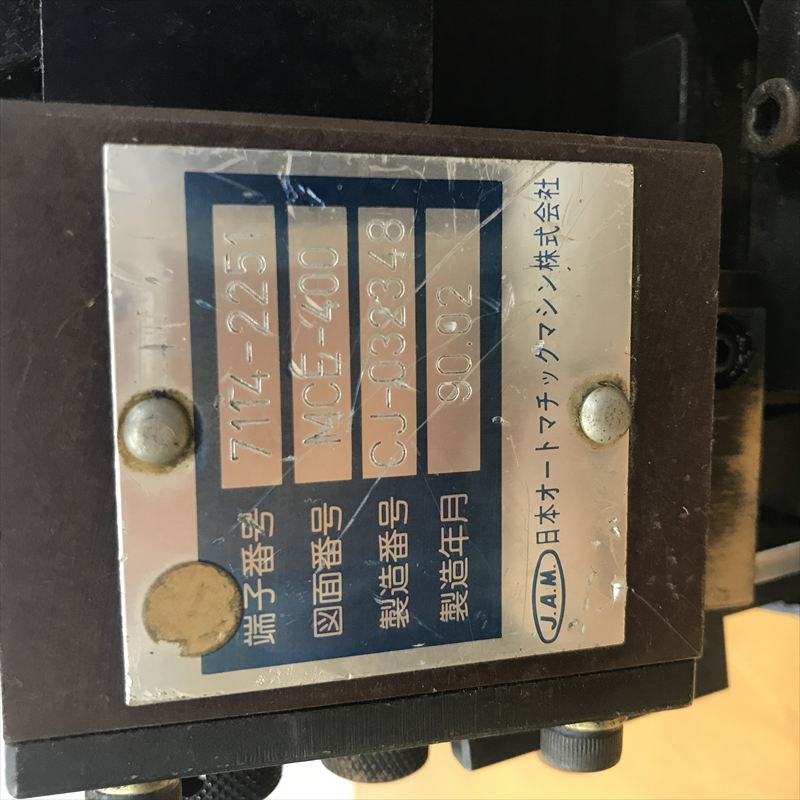 端子番号 7114-2251
図面番号 MCE-400
製造番号 CJ-032348
製造年月 90.02
J.A.M. 日本オートマチックマシン株式会社